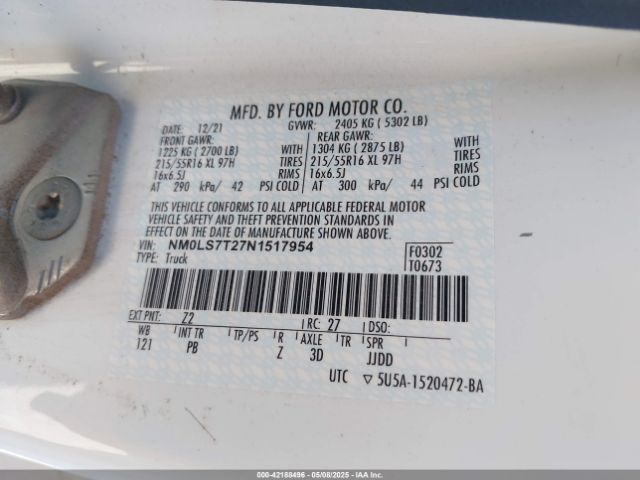 MFD. BY FORD MOTOR CO.
DATE: 12/21 GVWR: 2405 KG ( 5302 LB)
FRONT GAWR: REAR GAWR:
1225 KG ( 2700 LB) WITH 1304 KG ( 2875 LB) WITH
215/55R16 XL 97H TIRES 215/55R16 XL 97H TIRES
16x6.5J RIMS 16x6.5J RIMS
AT 290 kPa/ 42 PSI COLD AT 300 kPa/ 44 PSI COLD
THIS VEHICLE CONFORMS TO ALL APPLICABLE FEDERAL MOTOR
VEHICLE SAFETY AND THEFT PREVENTION STANDARDS IN
EFFECT ON THE DATE OF MANUFACTURE SHOWN ABOVE.
VIN: NM0LS7T27N1517954 F0302
TYPE: Truck T0673
EXT PNT: Z2 RC: 27 DSO:
WB INT TR TP/PS R AXLE TR SPR
121 PB Z 3D JJDD
UTC ▽ 5U5A-1520472-BA
000-42188496 - 05/08/2025 - IAAI.COM